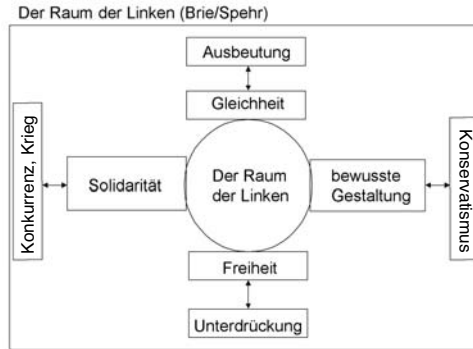 Der Raum der Linken (Brie/Spehr)
Ausbeutung
Gleichheit
Konkurrenz, Krieg
Solidarität
Der Raum
der Linken
bewusste
Gestaltung
Konservatismus
Freiheit
Unterdrückung